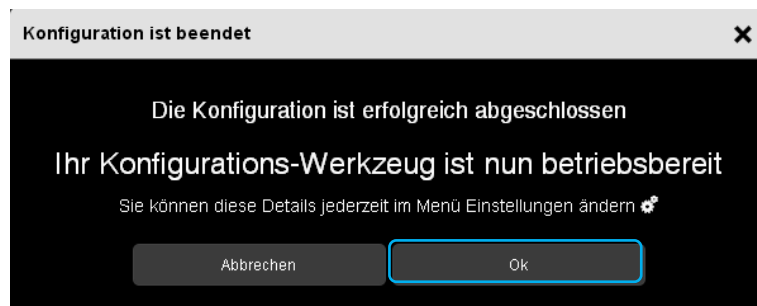 Konfiguration ist beendet
Die Konfiguration ist erfolgreich abgeschlossen
Ihr Konfigurations-Werkzeug ist nun betriebsbereit
Sie können diese Details jederzeit im Menü Einstellungen ändern
Abbrechen
Ok